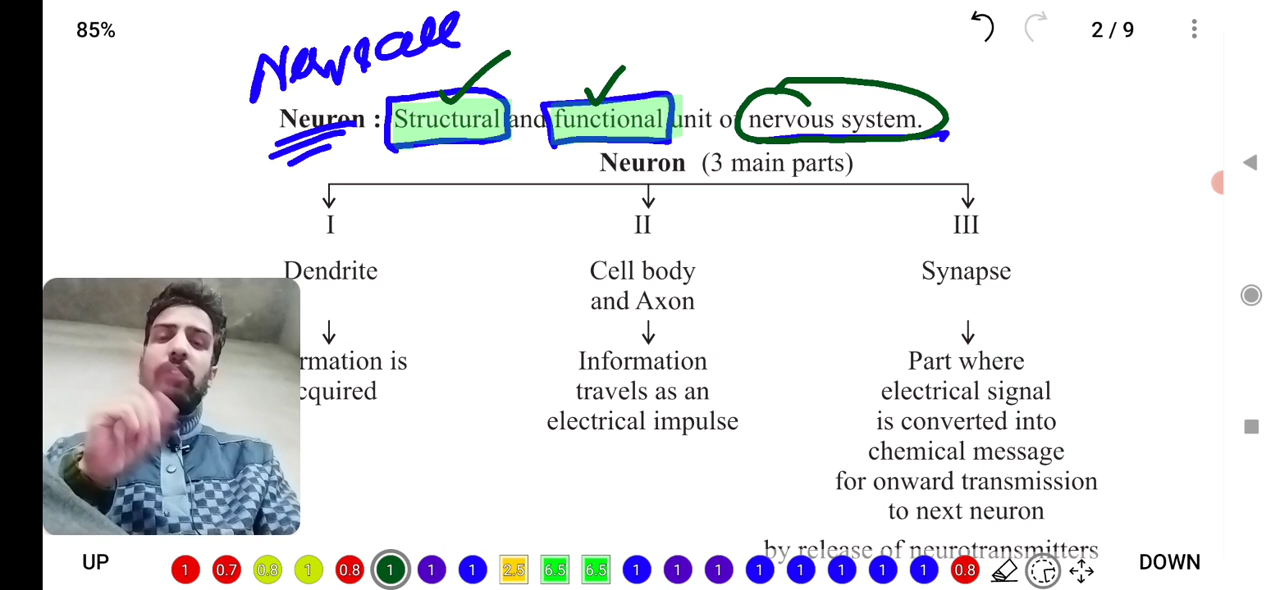 85%
2 / 9
Neuron : Structural and functional unit of nervous system.
Neuron (3 main parts)
I II III
Dendrite Cell body and Axon Synapse
rmation is
cquired
Information
travels as an
electrical impulse
Part where
electrical signal
is converted into
chemical message
for onward transmission
to next neuron
by release of neurotransmitters
UP
1 0.7 0.8 1 0.8 1 1 1 2.5 6.5 6.5 1 1 1 1 1 1 1 1 0.8
DOWN